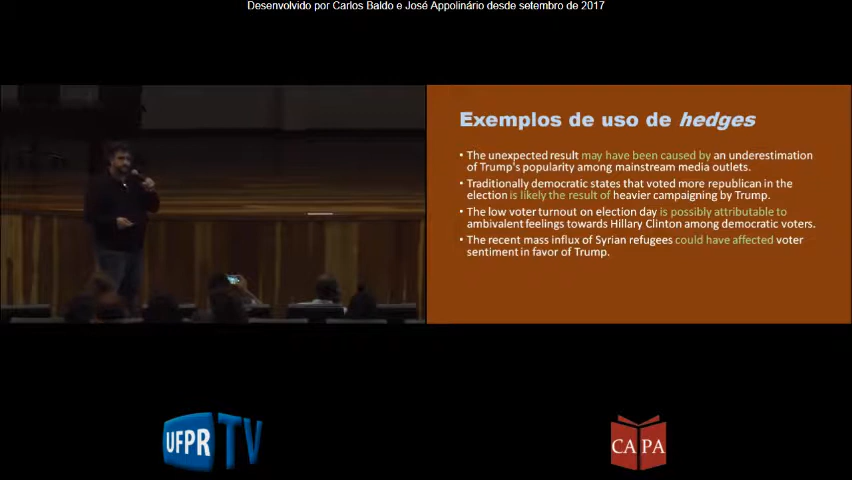 Desenvolvido por Carlos Baldo e José Appolinário desde setembro de 2017
Exemplos de uso de hedges
• The unexpected result may have been caused by an underestimation
of Trump's popularity among mainstream media outlets.
• Traditionally democratic states that voted more republican in the
election is likely the result of heavier campaigning by Trump.
• The low voter turnout on election day is possibly attributable to
ambivalent feelings towards Hillary Clinton among democratic voters.
• The recent mass influx of Syrian refugees could have affected voter
sentiment in favor of Trump.
UFPR TV
CAPA